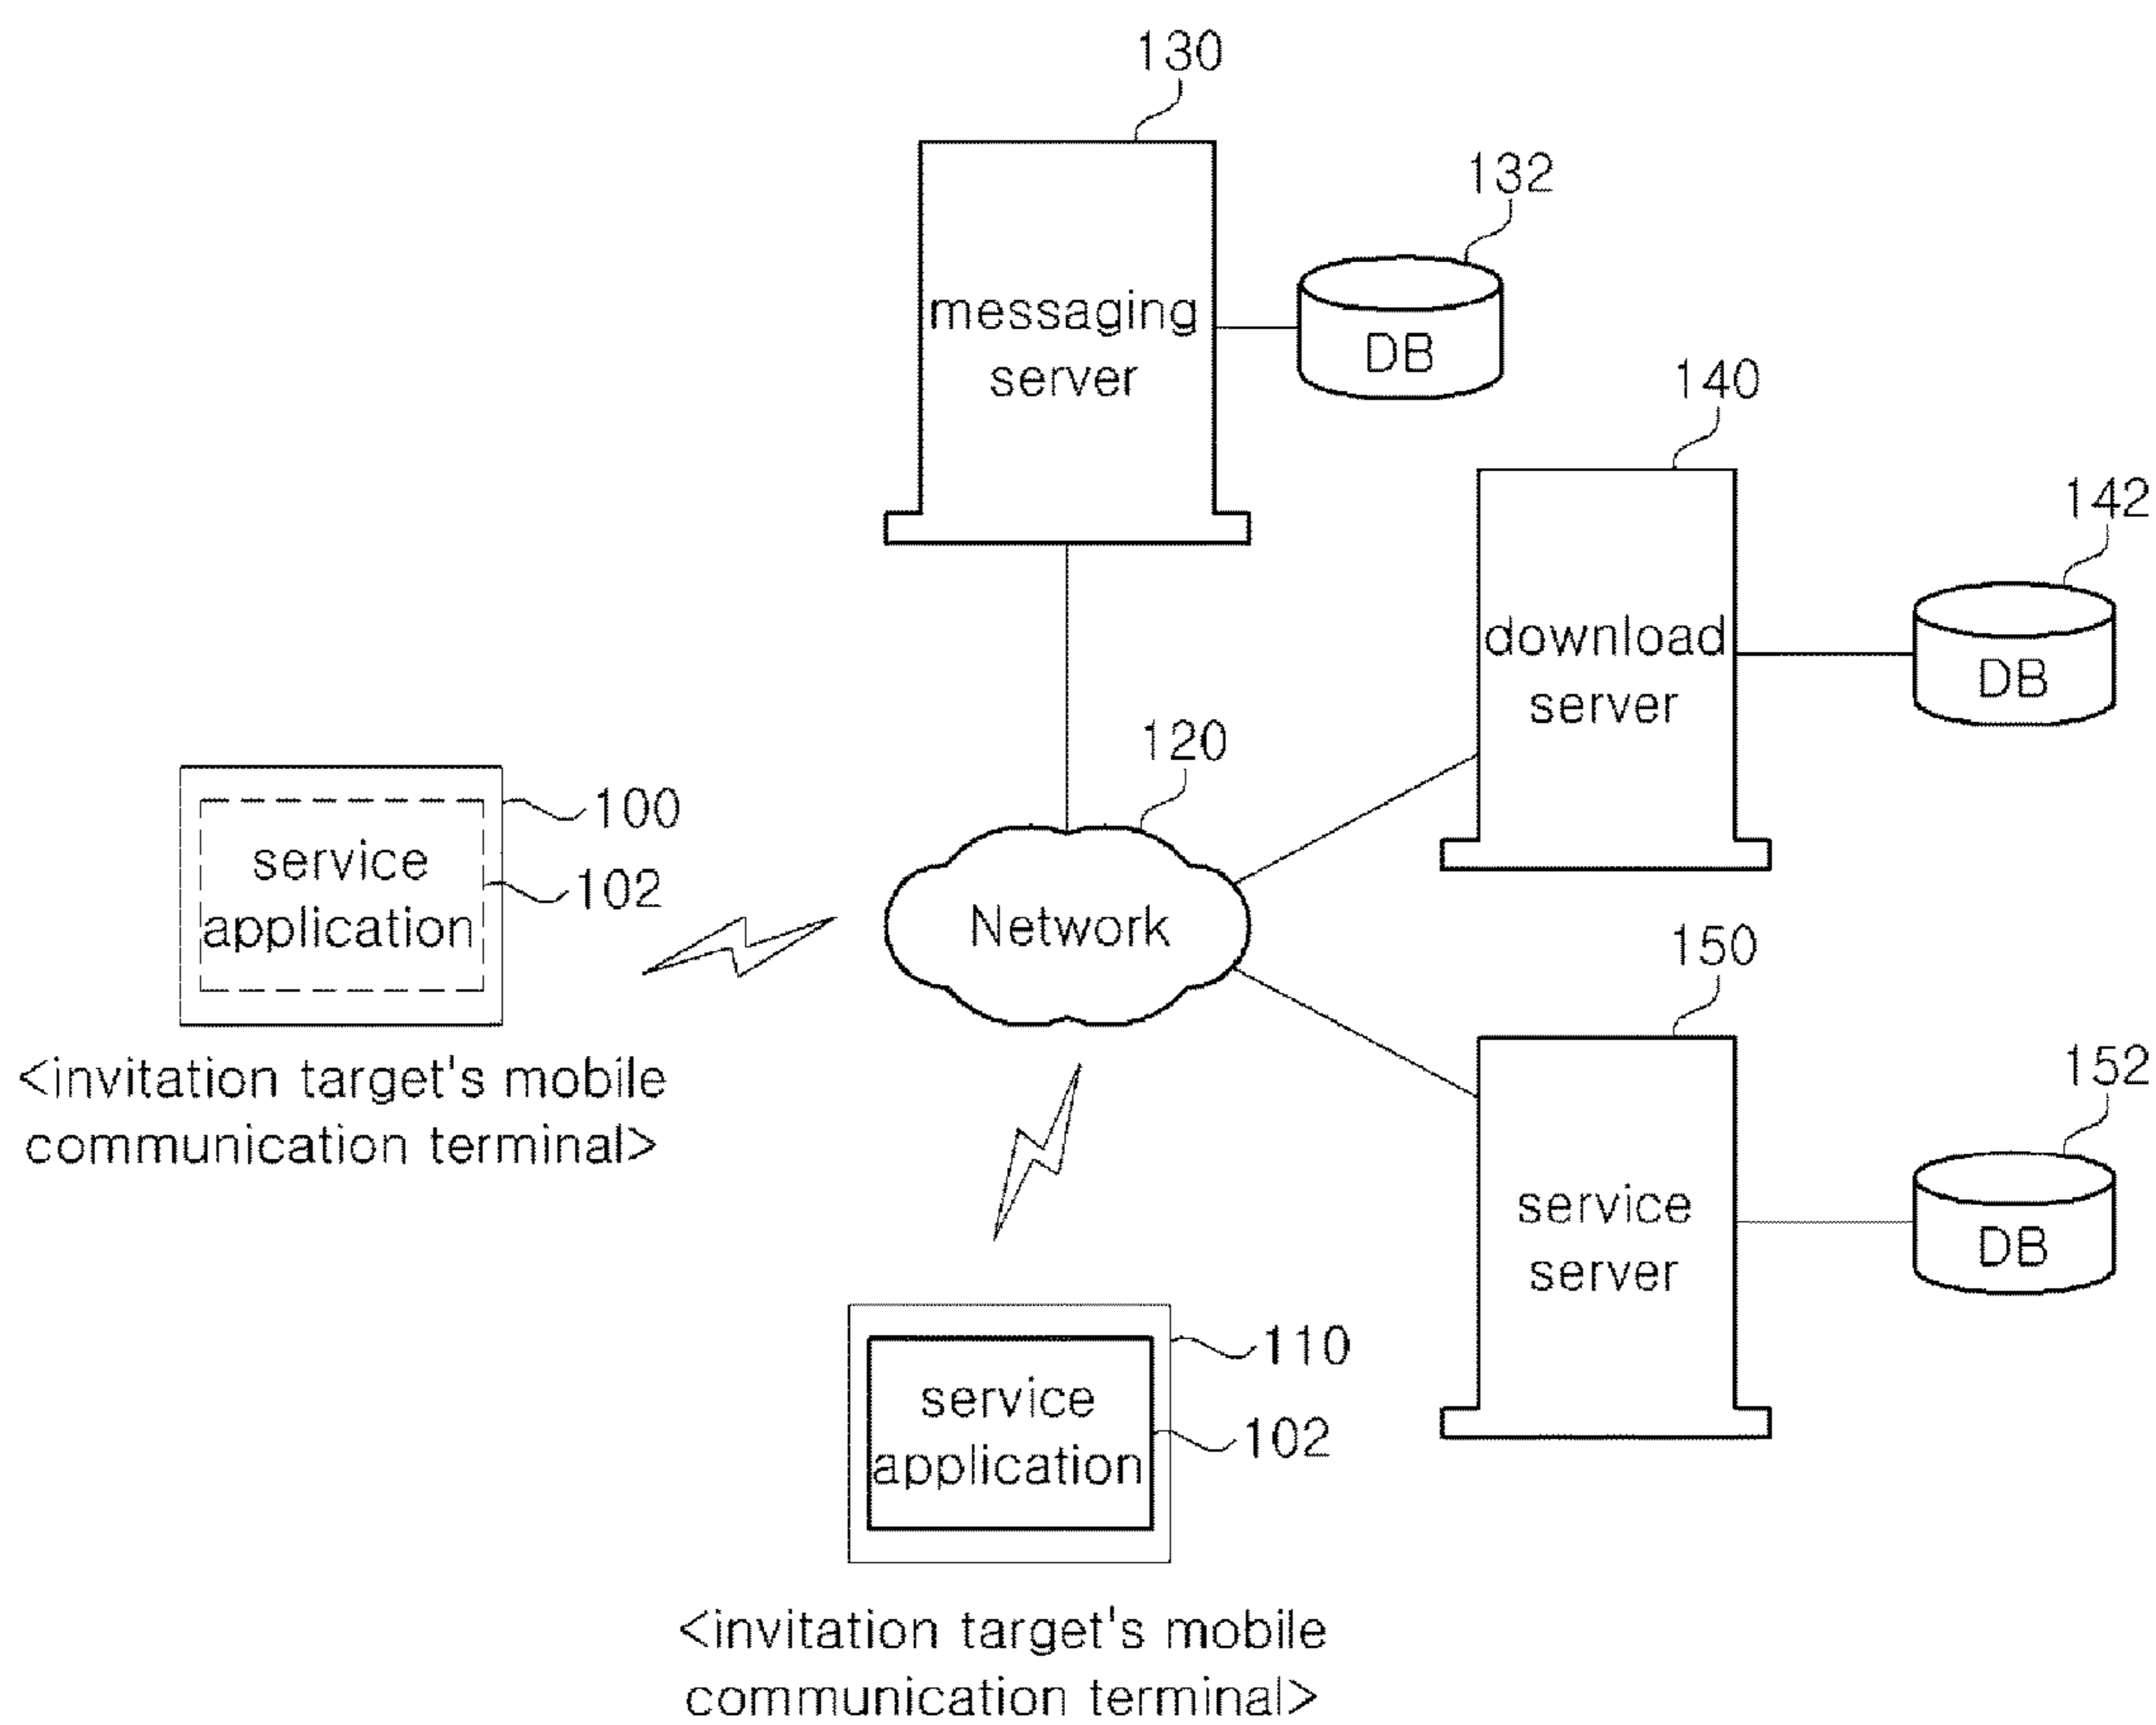 130
132
messaging
server
DB
140
142
download
server
DB
120
100
service
application
102
Network
150
<invitation target's mobile
communication terminal>
152
service
server
DB
110
service
application
102
<invitation target's mobile
communication terminal>